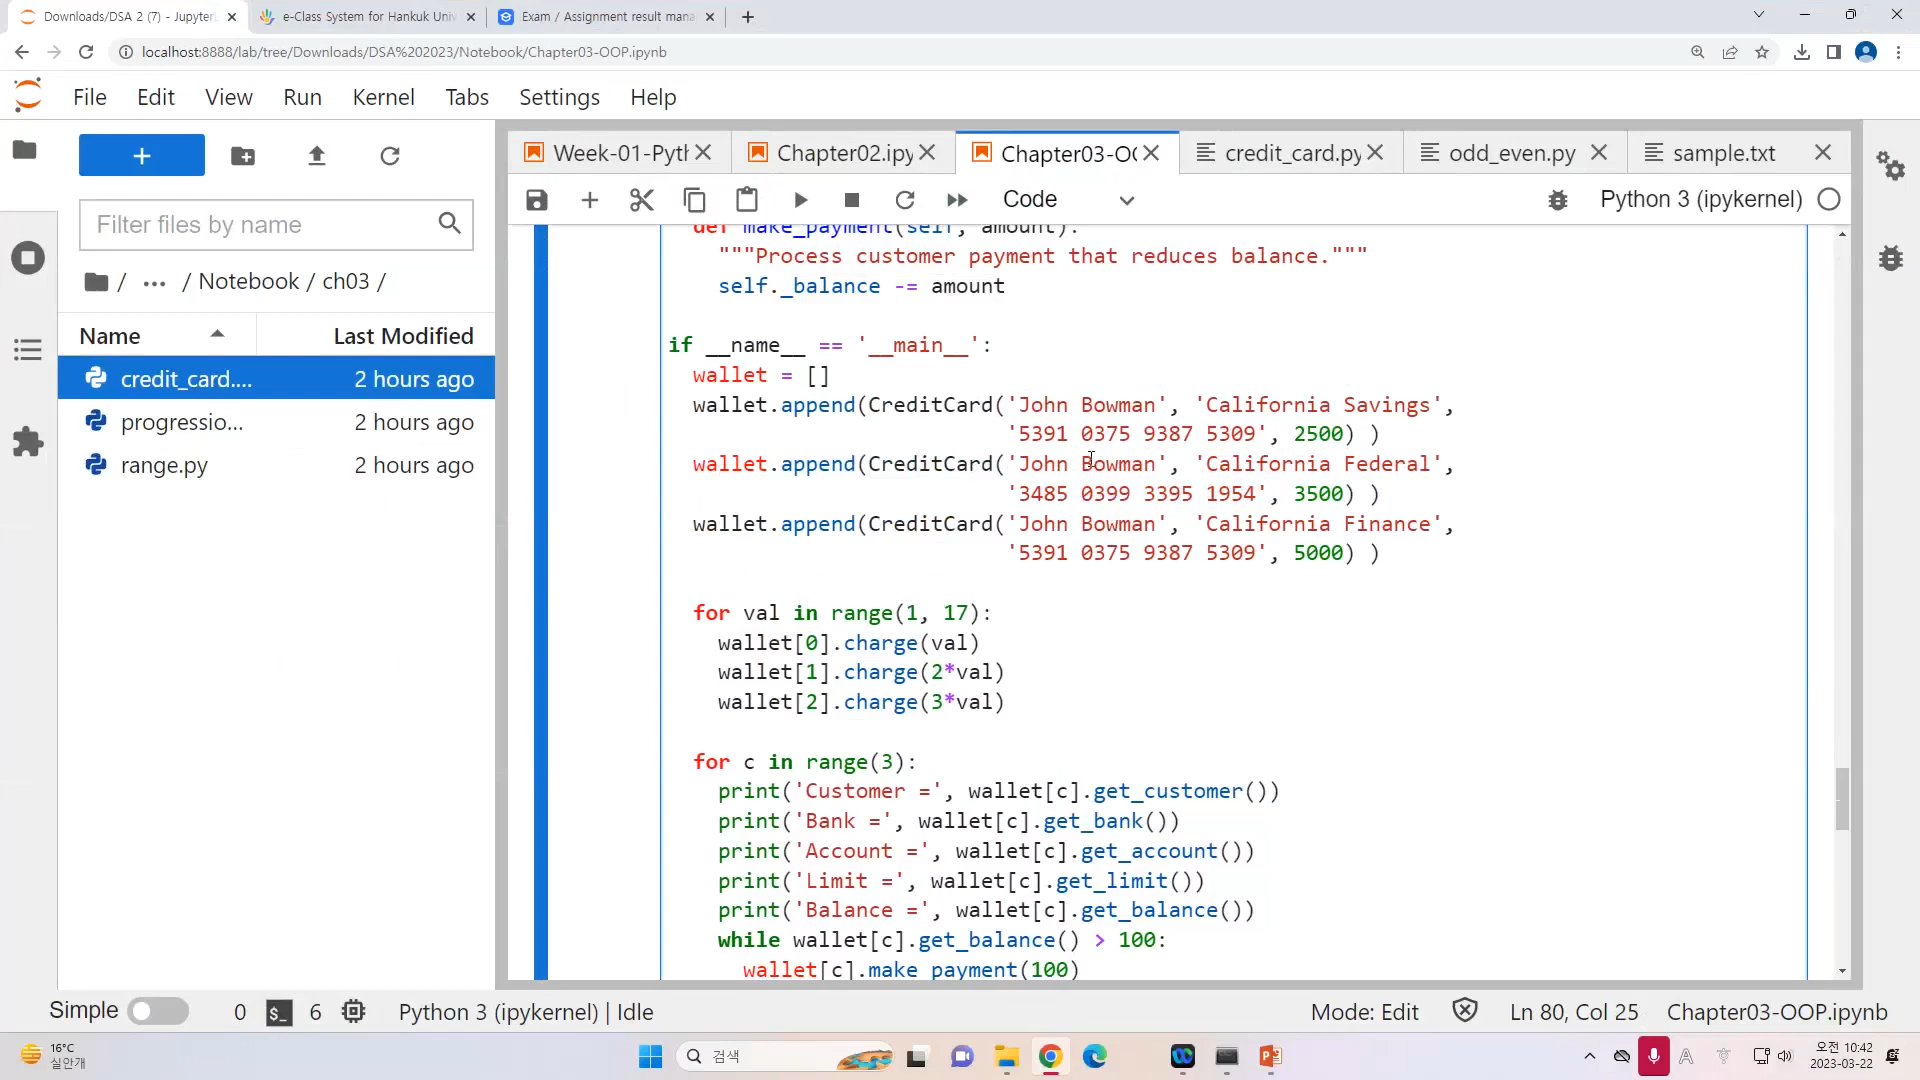 Downloads/DSA 2 (7) - Jupyter
e-Class System for Hankuk Univ
Exam / Assignment result mana
localhost:8888/lab/tree/Downloads/DSA%202023/Notebook/Chapter03-OOP.ipynb
File Edit View Run Kernel Tabs Settings Help
Filter files by name
/ ... / Notebook / ch03 /
Name Last Modified
credit_card.... 2 hours ago
progressio... 2 hours ago
range.py 2 hours ago
Week-01-Pyth Chapter02.ipy Chapter03-OO credit_card.py odd_even.py sample.txt
Code
Python 3 (ipykernel)
def make_payment(self, amount):
"""Process customer payment that reduces balance."""
self._balance -= amount
if __name__ == '__main__':
wallet = []
wallet.append(CreditCard('John Bowman', 'California Savings',
'5391 0375 9387 5309', 2500) )
wallet.append(CreditCard('John Bowman', 'California Federal',
'3485 0399 3395 1954', 3500) )
wallet.append(CreditCard('John Bowman', 'California Finance',
'5391 0375 9387 5309', 5000) )
for val in range(1, 17):
wallet[0].charge(val)
wallet[1].charge(2*val)
wallet[2].charge(3*val)
for c in range(3):
print('Customer =', wallet[c].get_customer())
print('Bank =', wallet[c].get_bank())
print('Account =', wallet[c].get_account())
print('Limit =', wallet[c].get_limit())
print('Balance =', wallet[c].get_balance())
while wallet[c].get_balance() > 100:
wallet[c].make_payment(100)
Simple 0 $_ 6 Python 3 (ipykernel) | Idle
Mode: Edit Ln 80, Col 25 Chapter03-OOP.ipynb
16°C
실안개
검색
A
오전 10:42
2023-03-22